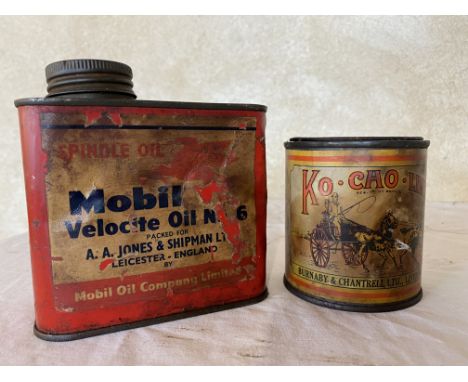 SPINDLE OIL
Mobil
Velocite Oil No 6
PACKED FOR
A. A. JONES & SHIPMAN LT
LEICESTER - ENGLAND
BY
Mobil Oil Company Limited
KO-CAO-LI
BURNABY & CHANTRELL LTD.,